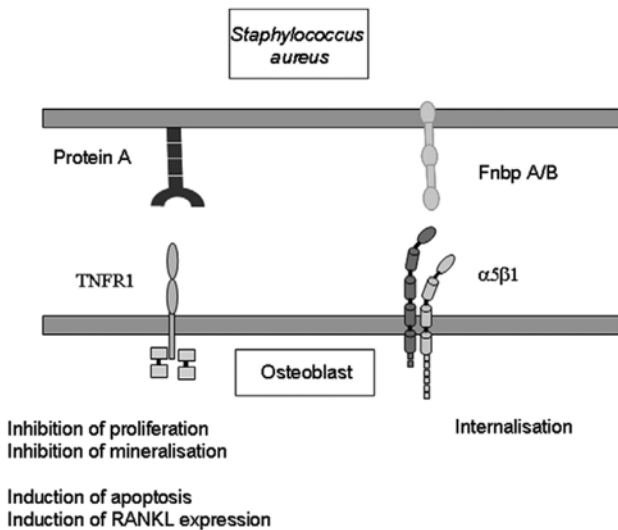 Staphylococcus
aureus
Protein A
Fnbp A/B
TNFR1
α5β1
Osteoblast
Inhibition of proliferation
Inhibition of mineralisation
Internalisation
Induction of apoptosis
Induction of RANKL expression